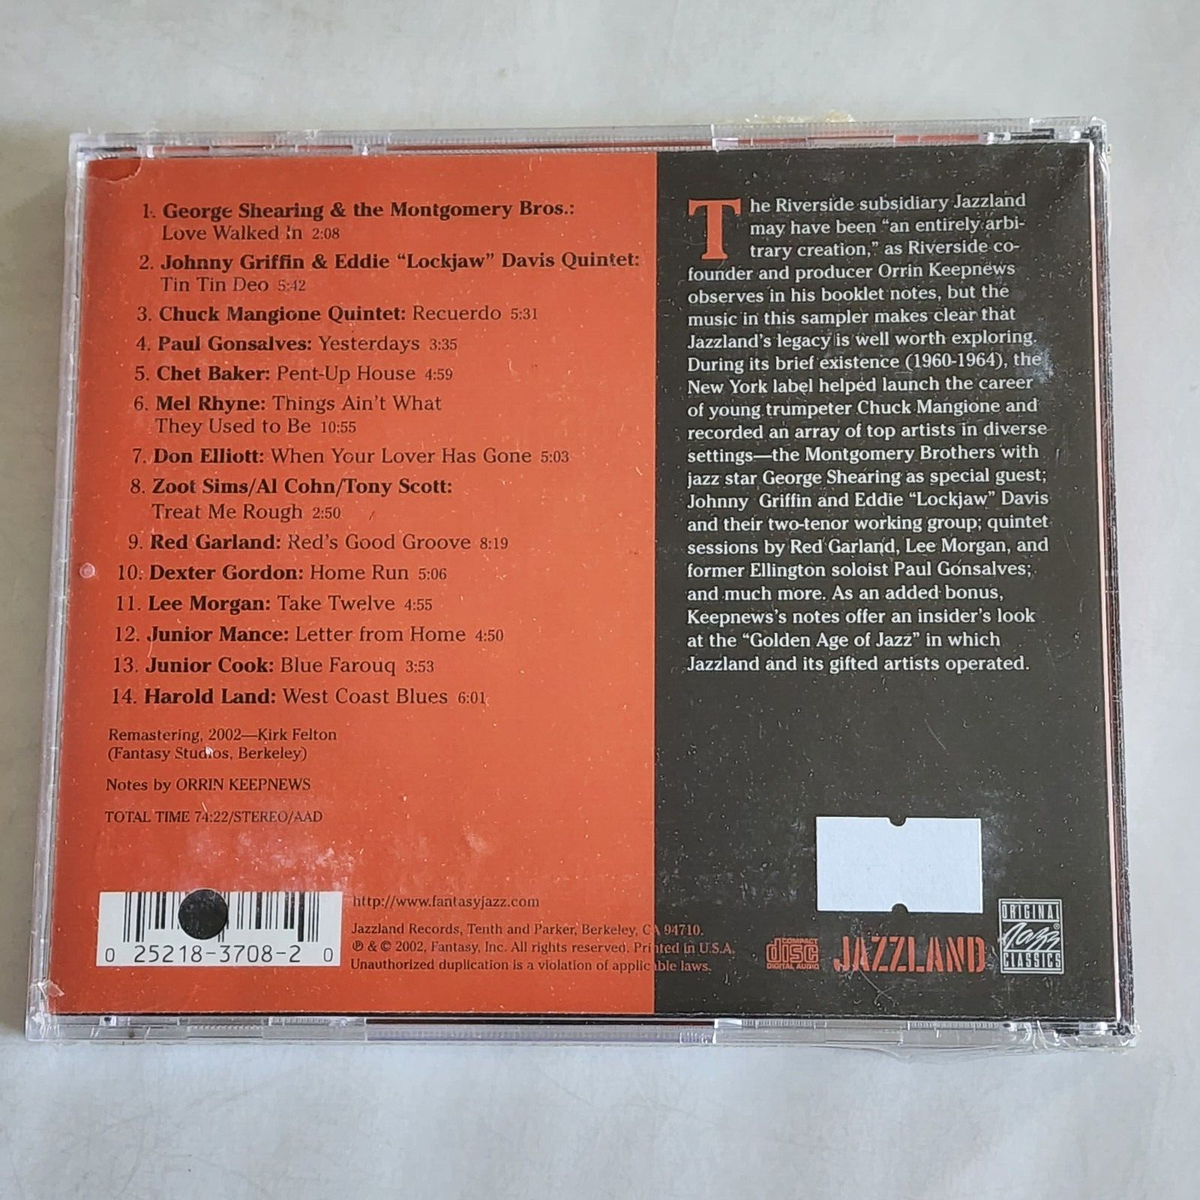 1. George Shearing & the Montgomery Bros.:
Love Walked In 2:08
2. Johnny Griffin & Eddie “Lockjaw” Davis Quintet:
Tin Tin Deo 5:42
3. Chuck Mangione Quintet: Recuerdo 5:31
4. Paul Gonsalves: Yesterdays 3:35
5. Chet Baker: Pent-Up House 4:59
6. Mel Rhyne: Things Ain't What
They Used to Be 10:55
7. Don Elliott: When Your Lover Has Gone 5:03
8. Zoot Sims/Al Cohn/Tony Scott:
Treat Me Rough 2:50
9. Red Garland: Red's Good Groove 8:19
10. Dexter Gordon: Home Run 5:06
11. Lee Morgan: Take Twelve 4:55
12. Junior Mance: Letter from Home 4:50
13. Junior Cook: Blue Farouq 3:53
14. Harold Land: West Coast Blues 6:01
Remastering, 2002—Kirk Felton
(Fantasy Studios, Berkeley)
Notes by ORRIN KEEPNEWS
TOTAL TIME 74:22/STEREO/AAD
The Riverside subsidiary Jazzland
may have been “an entirely arbi-
trary creation,” as Riverside co-
founder and producer Orrin Keepnews
observes in his booklet notes, but the
music in this sampler makes clear that
Jazzland's legacy is well worth exploring.
During its brief existence (1960-1964), the
New York label helped launch the career
of young trumpeter Chuck Mangione and
recorded an array of top artists in diverse
settings—the Montgomery Brothers with
jazz star George Shearing as special guest;
Johnny Griffin and Eddie “Lockjaw” Davis
and their two-tenor working group; quintet
sessions by Red Garland, Lee Morgan, and
former Ellington soloist Paul Gonsalves;
and much more. As an added bonus,
Keepnews's notes offer an insider's look
at the “Golden Age of Jazz” in which
Jazzland and its gifted artists operated.
0 25218-3708-2 0
http://www.fantasyjazz.com
Jazzland Records, Tenth and Parker, Berkeley, CA 94710.
℗ & © 2002, Fantasy, Inc. All rights reserved. Printed in U.S.A.
Unauthorized duplication is a violation of applicable laws.
COMPACT
disc
DIGITAL AUDIO
JAZZLAND
ORIGINAL
Jazz
CLASSICS